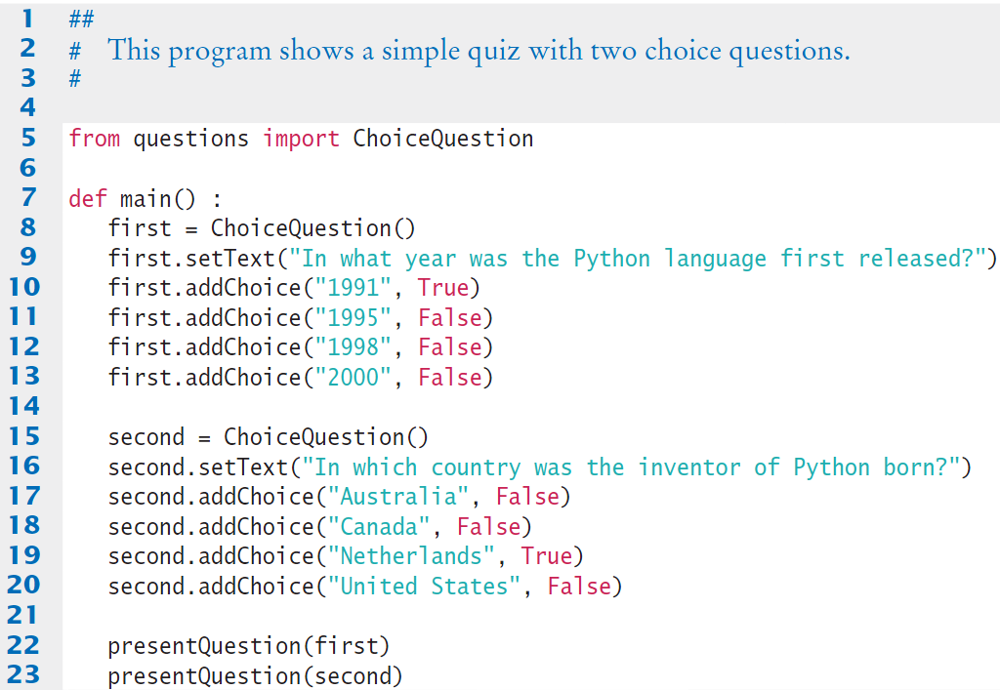 1 ##
2 # This program shows a simple quiz with two choice questions.
3 #
4
5 from questions import ChoiceQuestion
6
7 def main() :
8    first = ChoiceQuestion()
9    first.setText("In what year was the Python language first released?")
10    first.addChoice("1991", True)
11    first.addChoice("1995", False)
12    first.addChoice("1998", False)
13    first.addChoice("2000", False)
14
15    second = ChoiceQuestion()
16    second.setText("In which country was the inventor of Python born?")
17    second.addChoice("Australia", False)
18    second.addChoice("Canada", False)
19    second.addChoice("Netherlands", True)
20    second.addChoice("United States", False)
21
22    presentQuestion(first)
23    presentQuestion(second)